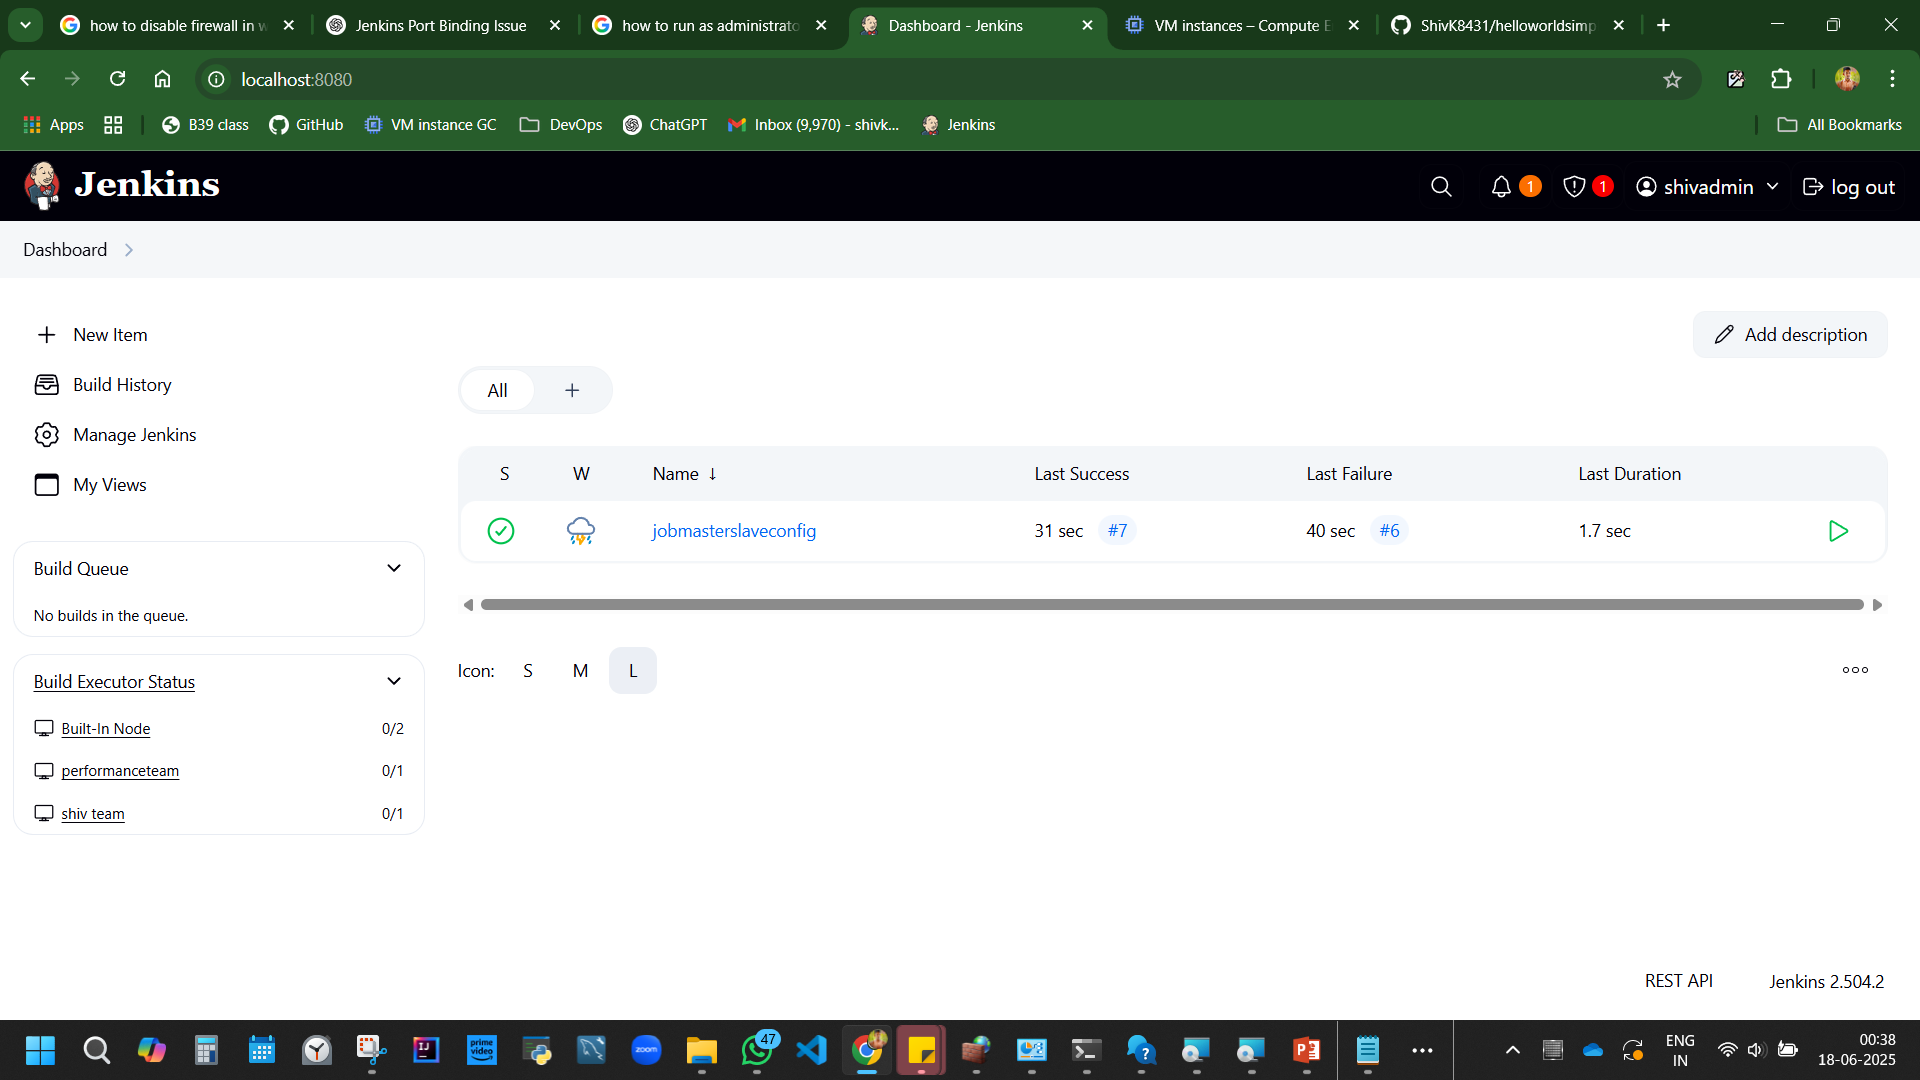 how to disable firewall in w
Jenkins Port Binding Issue
how to run as administrato
Dashboard - Jenkins
VM instances – Compute E
ShivK8431/helloworldsimp
localhost:8080
Apps
B39 class
GitHub
VM instance GC
DevOps
ChatGPT
Inbox (9,970) - shivk...
Jenkins
All Bookmarks
Jenkins
1
1
shivadmin
log out
Dashboard
New Item
Add description
Build History
All
+
Manage Jenkins
My Views
S W Name ↓ Last Success Last Failure Last Duration
jobmasterslaveconfig 31 sec #7 40 sec #6 1.7 sec
Build Queue
No builds in the queue.
Build Executor Status
Built-In Node 0/2
performanceteam 0/1
shiv team 0/1
Icon: S M L
REST API
Jenkins 2.504.2
IJ
prime video
zoom
47
P
ENG
IN
00:38
18-06-2025